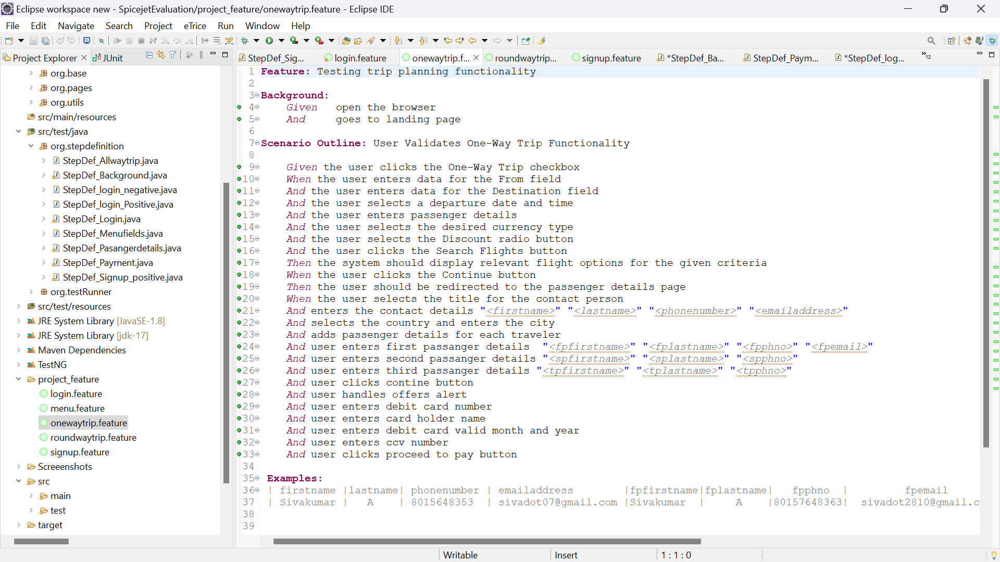 Eclipse workspace new - SpicejetEvaluation/project_feature/onewaytrip.feature - Eclipse IDE
File Edit Navigate Search Project eTrice Run Window Help
Project Explorer JUnit
StepDef_Sig... login.feature onewaytrip.f... roundwaytrip... signup.feature *StepDef_Ba... StepDef_Paym... *StepDef_log... »12
org.base
org.pages
org.utils
src/main/resources
src/test/java
org.stepdefinition
StepDef_Allwaytrip.java
StepDef_Background.java
StepDef_login_negative.java
StepDef_login_Positive.java
StepDef_Login.java
StepDef_Menufields.java
StepDef_Pasangerdetails.java
StepDef_Payment.java
StepDef_Signup_positive.java
org.testRunner
src/test/resources
JRE System Library [JavaSE-1.8]
JRE System Library [jdk-17]
Maven Dependencies
TestNG
project_feature
login.feature
menu.feature
onewaytrip.feature
roundwaytrip.feature
signup.feature
Screeenshots
src
main
test
target
1 Feature: Testing trip planning functionality
2
3 Background:
4 Given open the browser
5 And goes to landing page
6
7 Scenario Outline: User Validates One-Way Trip Functionality
8
9 Given the user clicks the One-Way Trip checkbox
10 When the user enters data for the From field
11 And the user enters data for the Destination field
12 And the user selects a departure date and time
13 And the user enters passenger details
14 And the user selects the desired currency type
15 And the user selects the Discount radio button
16 And the user clicks the Search Flights button
17 Then the system should display relevant flight options for the given criteria
18 When the user clicks the Continue button
19 Then the user should be redirected to the passenger details page
20 When the user selects the title for the contact person
21 And enters the contact details "<firstname>" "<lastname>" "<phonenumber>" "<emailaddress>"
22 And selects the country and enters the city
23 And adds passenger details for each traveler
24 And user enters first passanger details "<fpfirstname>" "<fplastname>" "<fpphno>" "<fpemail>"
25 And user enters second passanger details "<spfirstname>" "<splastname>" "<spphno>"
26 And user enters third passanger details "<tpfirstname>" "<tplastname>" "<tpphno>"
27 And user clicks contine button
28 And user handles offers alert
29 And user enters debit card number
30 And user enters card holder name
31 And user enters debit card valid month and year
32 And user enters ccv number
33 And user clicks proceed to pay button
34
35 Examples:
36 | firstname |lastname| phonenumber | emailaddress |fpfirstname|fplastname| fpphno | fpemail
37 | Sivakumar | A | 8015648353 | sivadot07@gmail.com |Sivakumar | A |80157648363| sivadot2810@gmail.c
38
39
Writable Insert 1 : 1 : 0